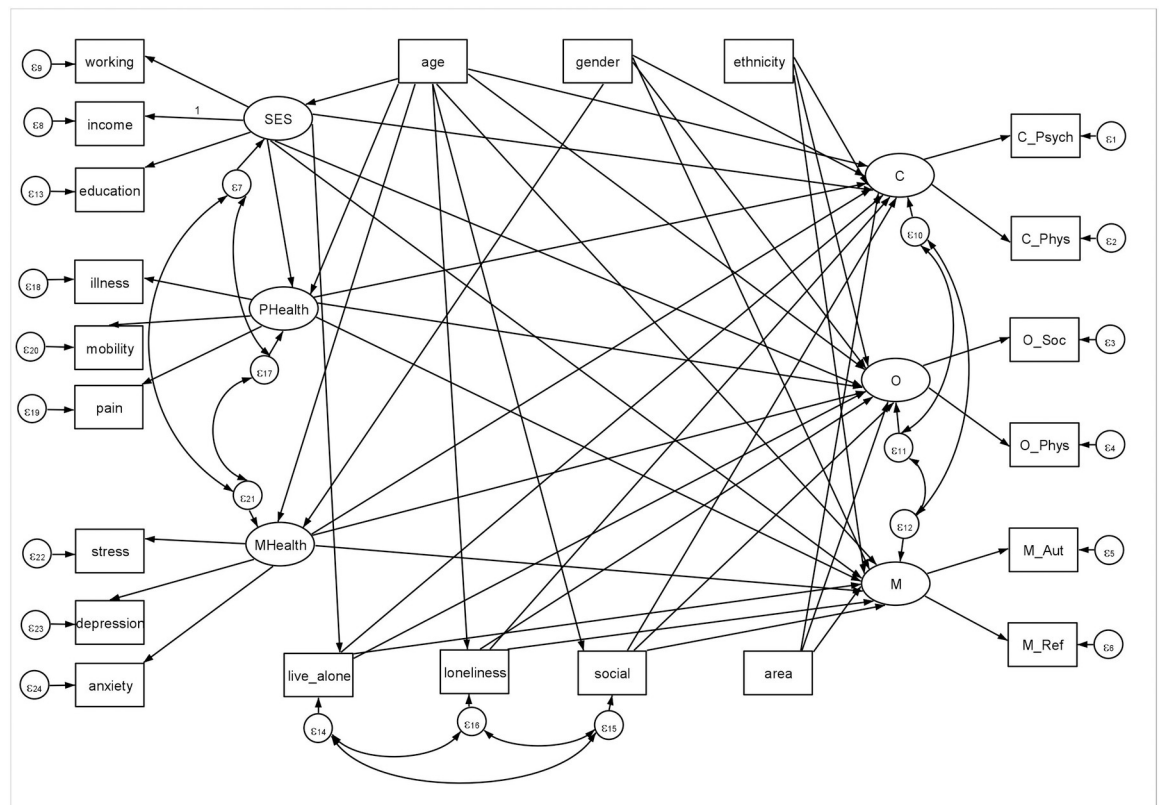 ε9 working age gender ethnicity
1
ε8 income SES C_Psych ε1
ε7 C
ε13 education
ε10 C_Phys ε2
ε18 illness
PHealth
ε20 mobility O_Soc ε3
ε17 O
ε19 pain
ε11 O_Phys ε4
ε21
ε12
ε22 stress MHealth M_Aut ε5
M
ε23 depression
M_Ref ε6
ε24 anxiety live_alone loneliness social area
ε14 ε16 ε15